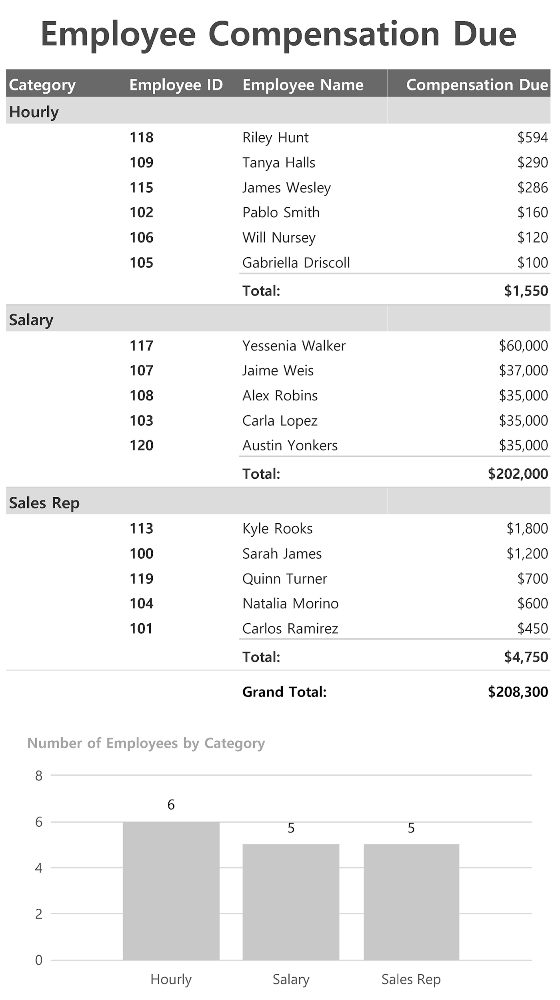 Employee Compensation Due
Category Employee ID Employee Name Compensation Due
Hourly
118 Riley Hunt $594
109 Tanya Halls $290
115 James Wesley $286
102 Pablo Smith $160
106 Will Nursey $120
105 Gabriella Driscoll $100
Total: $1,550
Salary
117 Yessenia Walker $60,000
107 Jaime Weis $37,000
108 Alex Robins $35,000
103 Carla Lopez $35,000
120 Austin Yonkers $35,000
Total: $202,000
Sales Rep
113 Kyle Rooks $1,800
100 Sarah James $1,200
119 Quinn Turner $700
104 Natalia Morino $600
101 Carlos Ramirez $450
Total: $4,750
Grand Total: $208,300
Number of Employees by Category
8
6
6
5 5
4
2
0
Hourly Salary Sales Rep